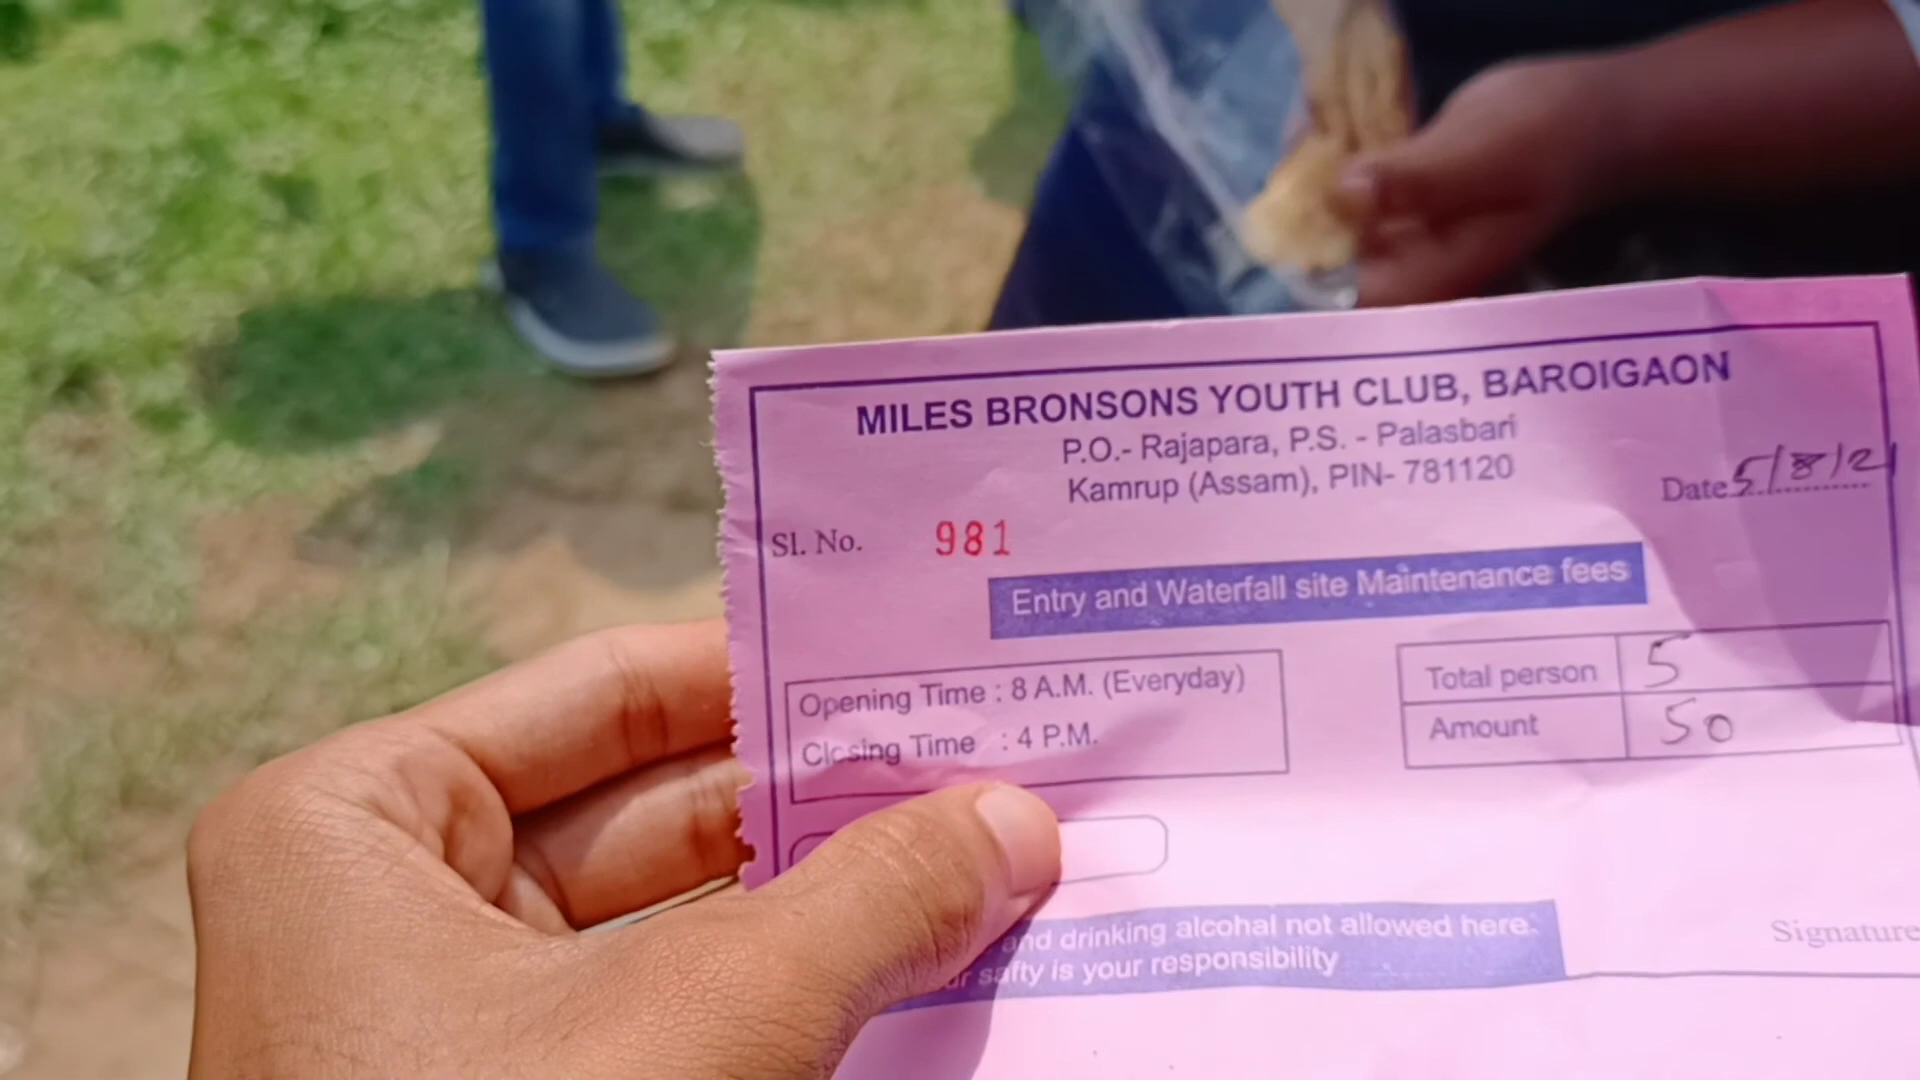 MILES BRONSONS YOUTH CLUB, BAROIGAON
P.O.- Rajapara, P.S. - Palasbari
Kamrup (Assam), PIN- 781120
Date 5/8/21
Sl. No. 981
Entry and Waterfall site Maintenance fees
Opening Time : 8 A.M. (Everyday)
Closing Time : 4 P.M.
Total person 5
Amount 50
and drinking alcohal not allowed here.
safty is your responsibility
Signature